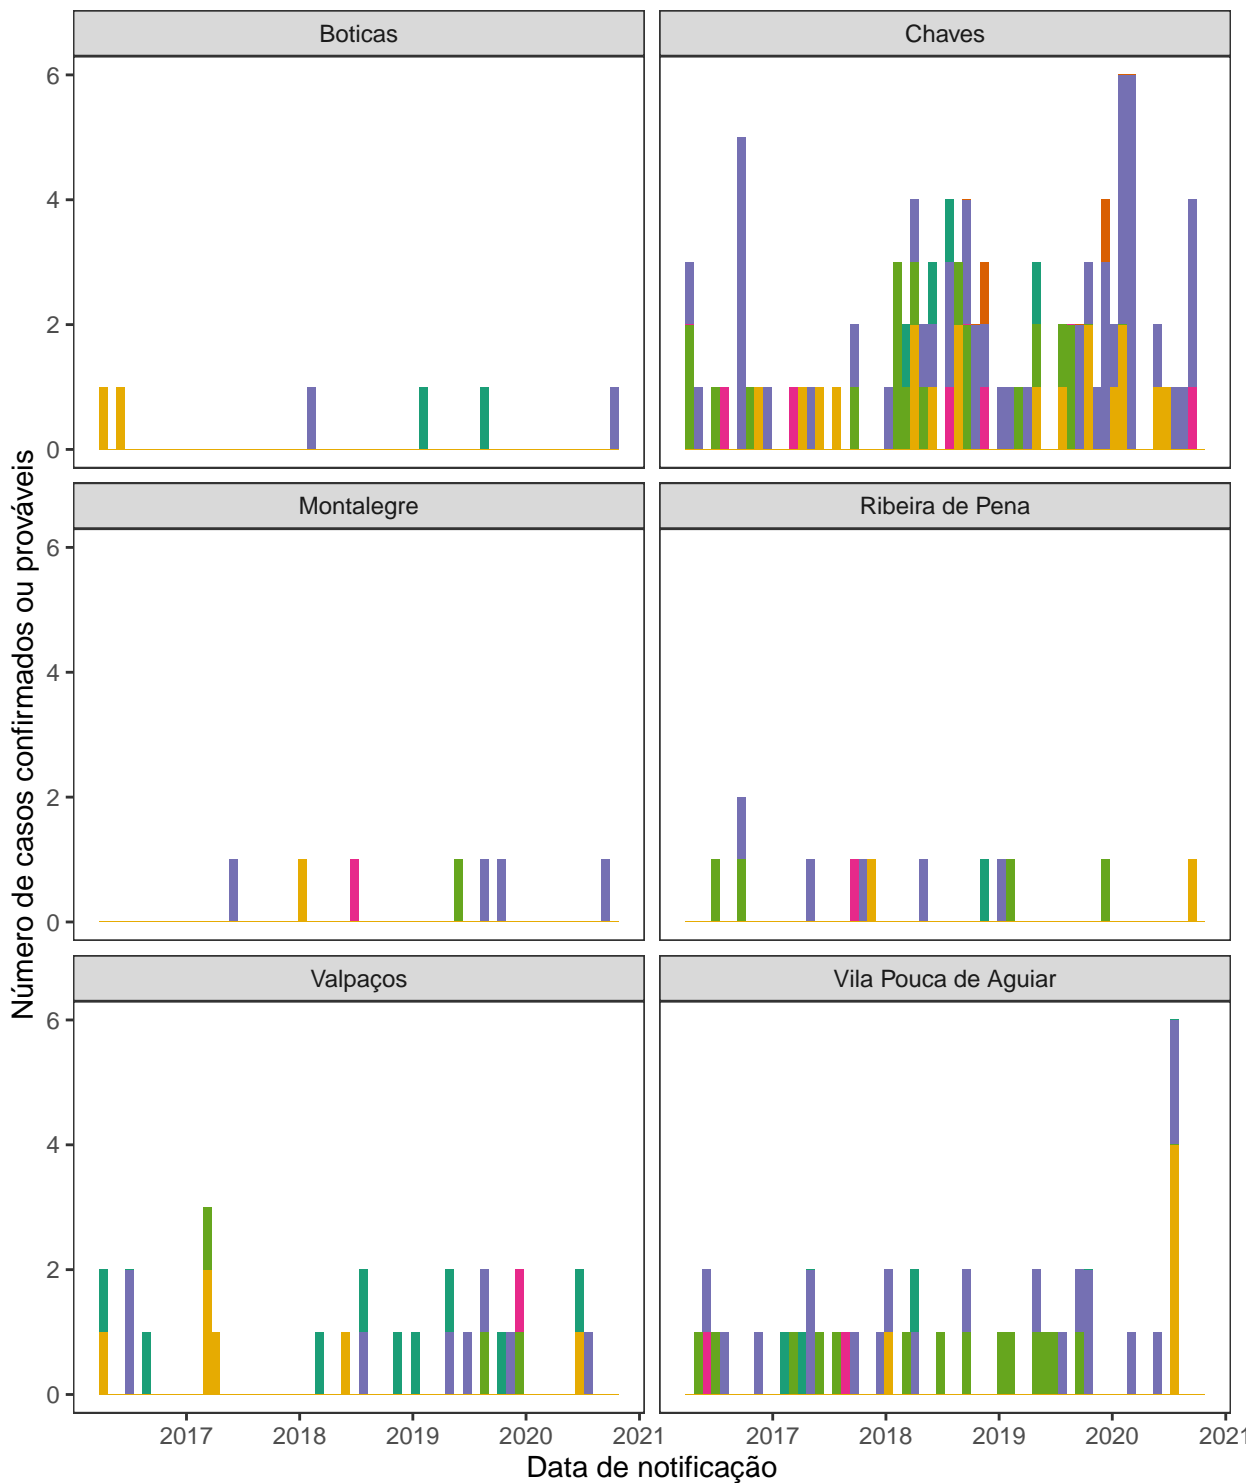 Boticas
Chaves
6
4
2
0
Montalegre
Ribeira de Pena
6
4
2
0
Valpaços
Vila Pouca de Aguiar
6
4
2
0
2017 2018 2019 2020 2021
2017 2018 2019 2020 2021
Data de notificação
Número de casos confirmados ou prováveis